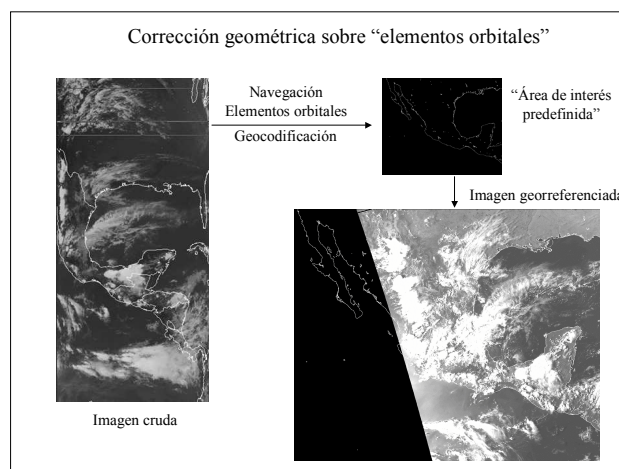 Corrección geométrica sobre “elementos orbitales”
Navegación
Elementos orbitales
Geocodificación
“Área de interés
predefinida”
Imagen georreferenciada
Imagen cruda